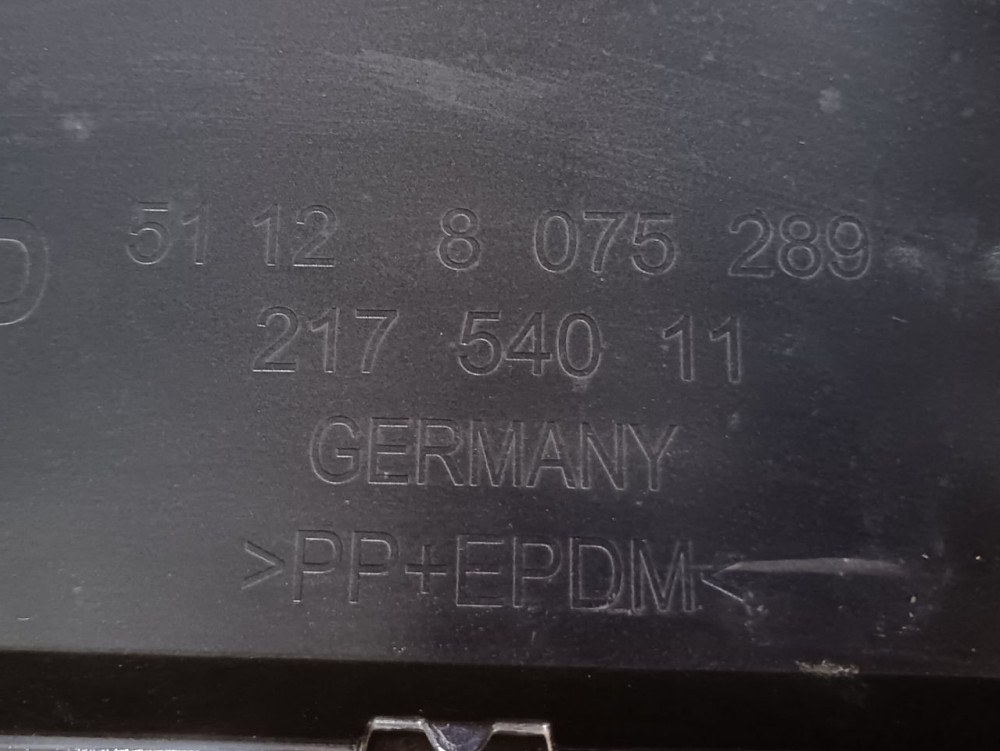 D 51 12 8 075 289
217 540 11
GERMANY
>PP+EPDM<